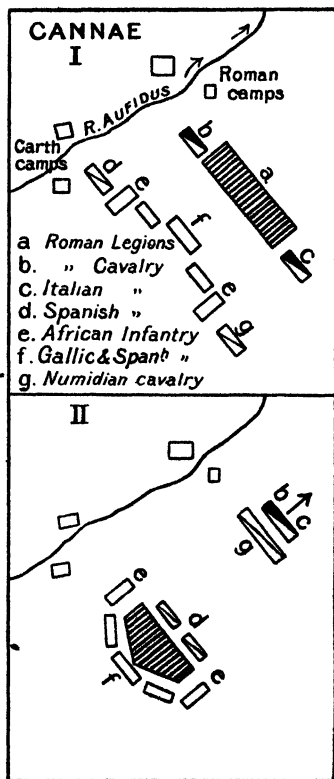 CANNAE
I
Roman
camps
R. AUFIDUS
Carth
camps
b
a
d
e
f
c
e
g
a Roman Legions
b. „ Cavalry
c. Italian „
d. Spanish „
e. African Infantry
f. Gallic & Spanh „
g. Numidian cavalry
II
b
c
g
e
d
f
e